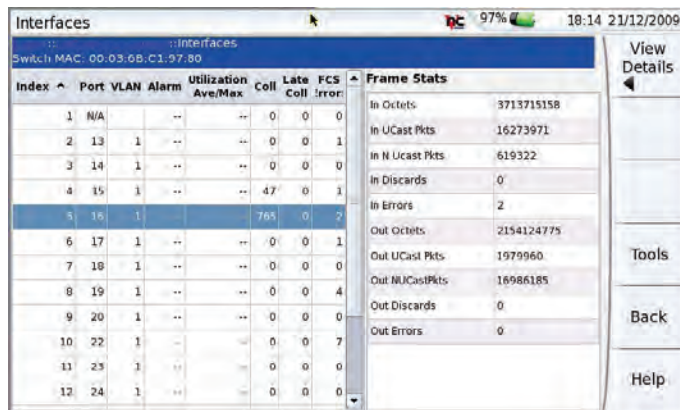 Interfaces 97% 18:14 21/12/2009
:: ::Interfaces
Switch MAC: 00:03:6B:C1:97:80
View Details
Index Port VLAN Alarm Utilization Ave/Max Coll Late Coll FCS Error:
1 N/A -- -- 0 0 0
2 13 1 -- -- 0 0 1
3 14 1 -- -- 0 0 0
4 15 1 -- -- 47 0 1
5 16 1 -- -- 765 0 2
6 17 1 -- -- 0 0 1
7 18 1 -- -- 0 0 0
8 19 1 -- -- 0 0 4
9 20 1 -- -- 0 0 0
10 22 1 -- -- 0 0 7
11 23 1 -- -- 0 0 0
12 24 1 -- -- 0 0 0
Frame Stats
In Octets 3713715158
In UCast Pkts 16273971
In N Ucast Pkts 619322
In Discards 0
In Errors 2
Out Octets 2154124775
Out UCast Pkts 1979960
Out NUCastPkts 16986185
Out Discards 0
Out Errors 0
Tools
Back
Help